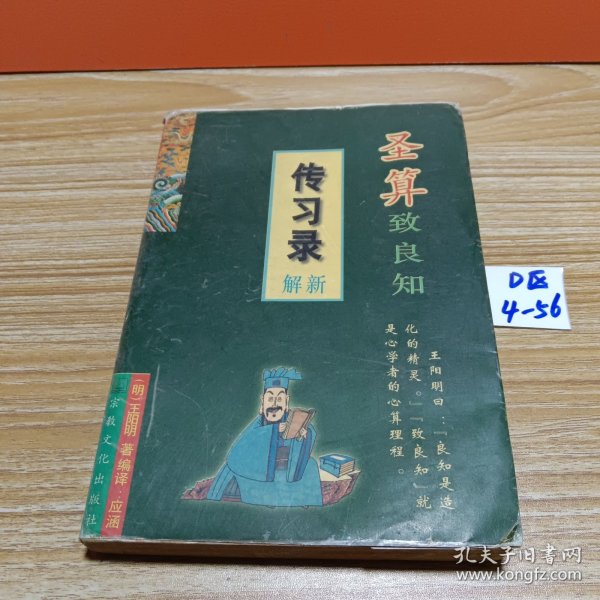 圣算
致良知
传习录
解新
王阳明曰：『良知是造
化的精灵。』『致良知』就
是心学者的心算理程。
(明)王阳明 著编译：应涵
宗教文化出版社
D区
4-56
孔夫子旧书网
www.kongfz.com